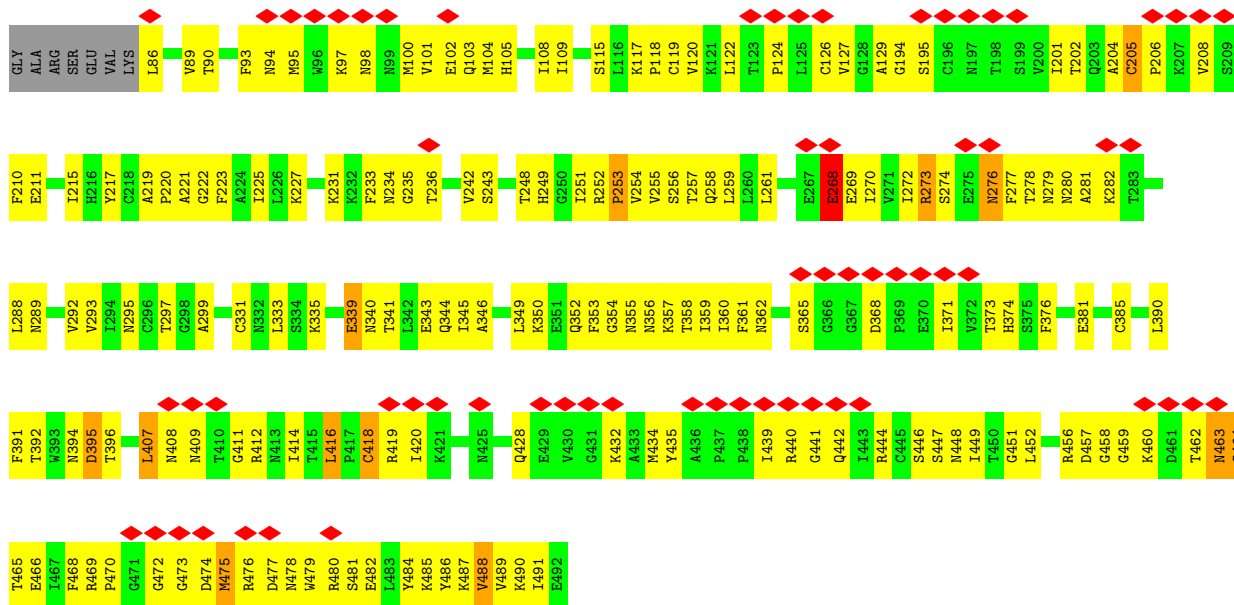 GLY ALA ARG SER GLU VAL LYS L86 V89 T90 F93 N94 M95 W96 K97 N98 N99 M100 V101 E102 Q103 M104 H105 I108 I109 S115 L116 K117 P118 C119 V120 K121 L122 T123 P124 L125 C126 V127 G128 A129 G194 S195 C196 N197 T198 S199 V200 I201 T202 Q203 A204 C205 P206 K207 V208 S209
F210 E211 I215 H216 Y217 C218 A219 P220 A221 G222 F223 A224 I225 L226 K227 K231 K232 F233 N234 G235 T236 V242 S243 T248 H249 G250 I251 R252 P253 V254 V255 S256 T257 Q258 L259 L260 L261 E267 E268 E269 I270 V271 I272 R273 S274 E275 N276 F277 T278 N279 N280 A281 K282 T283
L288 N289 V292 V293 I294 N295 C296 T297 G298 A299 C331 N332 L333 S334 K335 E339 N340 T341 L342 E343 Q344 I345 A346 L349 K350 E351 Q352 F353 G354 N355 N356 K357 T358 I359 I360 F361 N362 S365 G366 G367 D368 P369 E370 I371 V372 T373 H374 S375 F376 E381 C385 L390
F391 T392 W393 N394 D395 T396 L407 N408 N409 T410 G411 R412 N413 I414 T415 L416 P417 C418 R419 I420 K421 N425 Q428 E429 V430 G431 K432 A433 M434 Y435 A436 P437 P438 I439 R440 G441 Q442 I443 R444 C445 S446 S447 N448 I449 T450 G451 L452 R456 D457 G458 G459 K460 D461 T462 N463
T465 E466 I467 F468 R469 P470 G471 G472 G473 D474 M475 R476 D477 N478 W479 R480 S481 E482 L483 Y484 K485 Y486 K487 V488 V489 K490 I491 E492